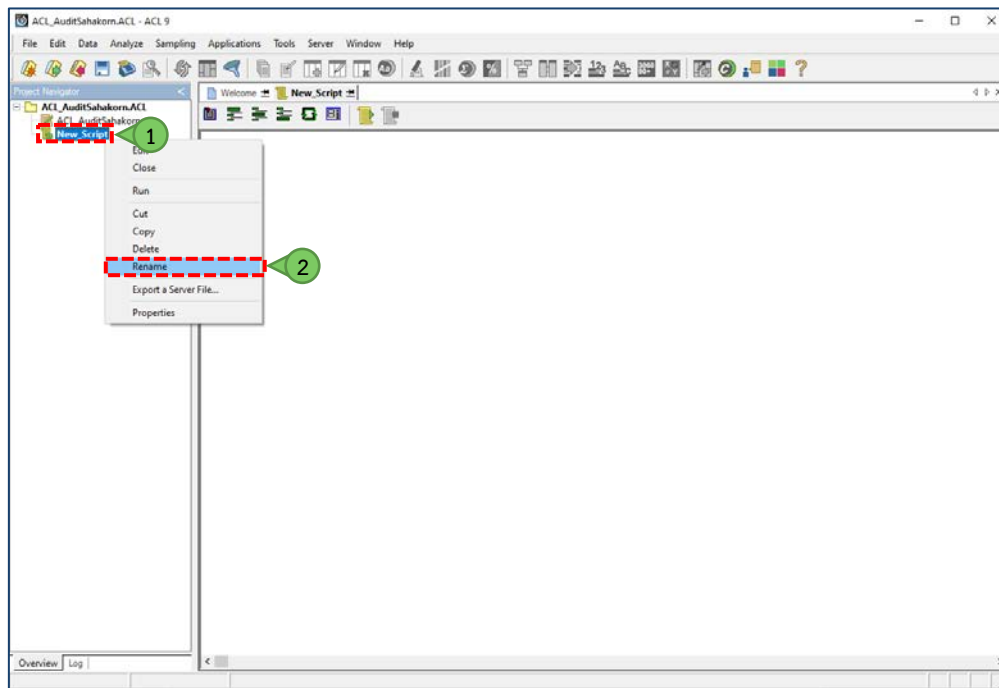 ACL_AuditSahakorn.ACL - ACL 9
File Edit Data Analyze Sampling Applications Tools Server Window Help
Project Navigator
Welcome New_Script
ACL_AuditSahakorn.ACL
ACL_AuditSahakorn
New_Script
1
Edit
Close
Run
Cut
Copy
Delete
Rename
2
Export a Server File...
Properties
Overview Log